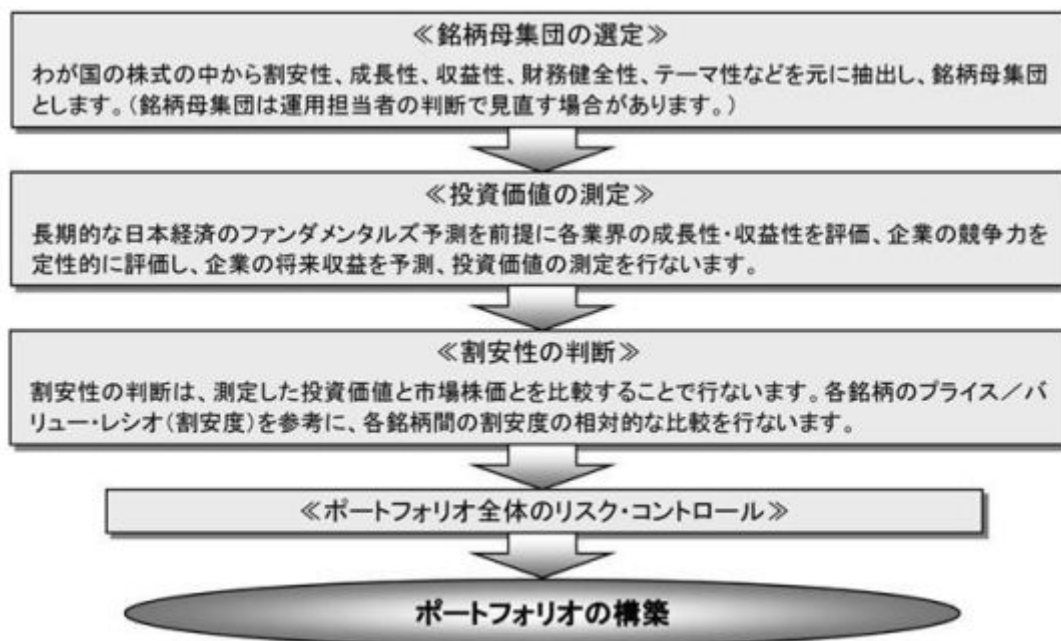 ≪銘柄母集団の選定≫
わが国の株式の中から割安性、成長性、収益性、財務健全性、テーマ性などを元に抽出し、銘柄母集団
とします。(銘柄母集団は運用担当者の判断で見直す場合があります。)
≪投資価値の測定≫
長期的な日本経済のファンダメンタルズ予測を前提に各業界の成長性・収益性を評価、企業の競争力を
定性的に評価し、企業の将来収益を予測、投資価値の測定を行ないます。
≪割安性の判断≫
割安性の判断は、測定した投資価値と市場株価とを比較することで行ないます。各銘柄のプライス／バ
リュー・レシオ(割安度)を参考に、各銘柄間の割安度の相対的な比較を行ないます。
≪ポートフォリオ全体のリスク・コントロール≫
ポートフォリオの構築